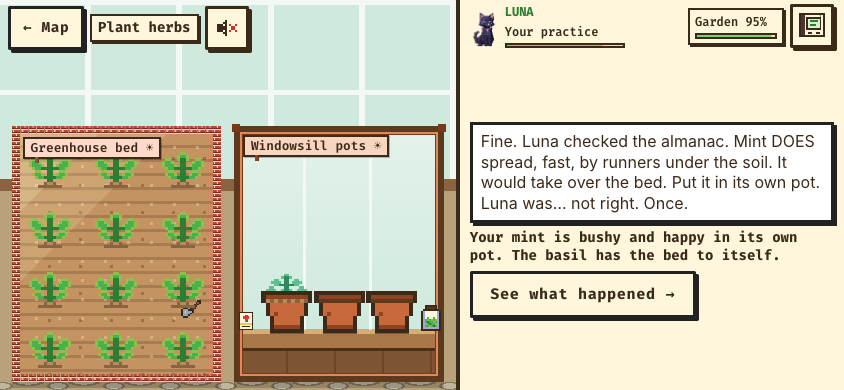 ← Map
Plant herbs
Greenhouse bed ☀
Windowsill pots ☀
LUNA
Your practice
Garden 95%
Fine. Luna checked the almanac. Mint DOES
spread, fast, by runners under the soil. It
would take over the bed. Put it in its own pot.
Luna was... not right. Once.
Your mint is bushy and happy in its own
pot. The basil has the bed to itself.
See what happened →